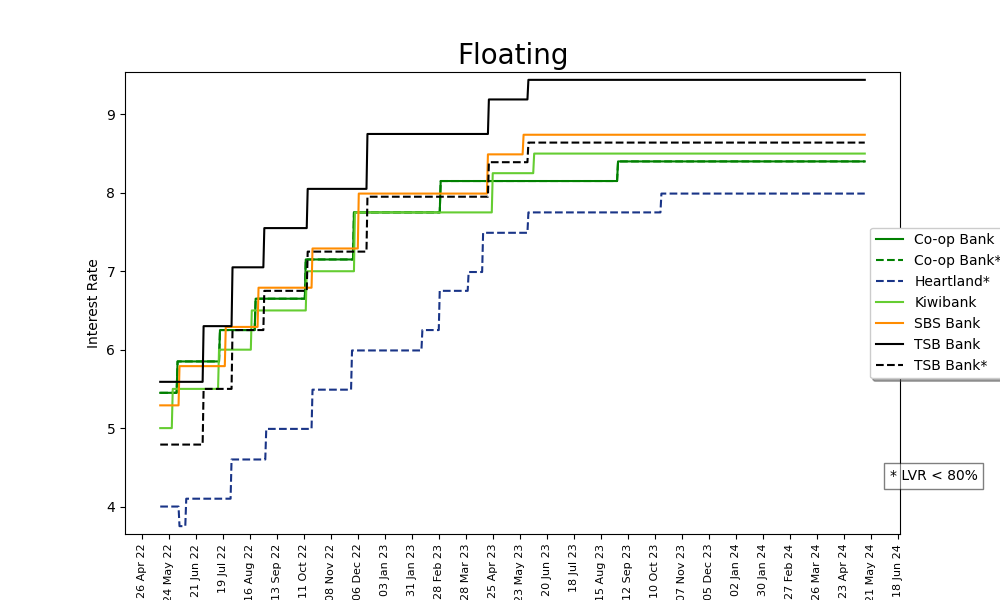 Floating
Interest Rate
9
8
7
6
5
4
Co-op Bank
Co-op Bank*
Heartland*
Kiwibank
SBS Bank
TSB Bank
TSB Bank*
* LVR < 80%
26 Apr 22
24 May 22
21 Jun 22
19 Jul 22
16 Aug 22
13 Sep 22
11 Oct 22
08 Nov 22
06 Dec 22
03 Jan 23
31 Jan 23
28 Feb 23
28 Mar 23
25 Apr 23
23 May 23
20 Jun 23
18 Jul 23
15 Aug 23
12 Sep 23
10 Oct 23
07 Nov 23
05 Dec 23
02 Jan 24
30 Jan 24
27 Feb 24
26 Mar 24
23 Apr 24
21 May 24
18 Jun 24